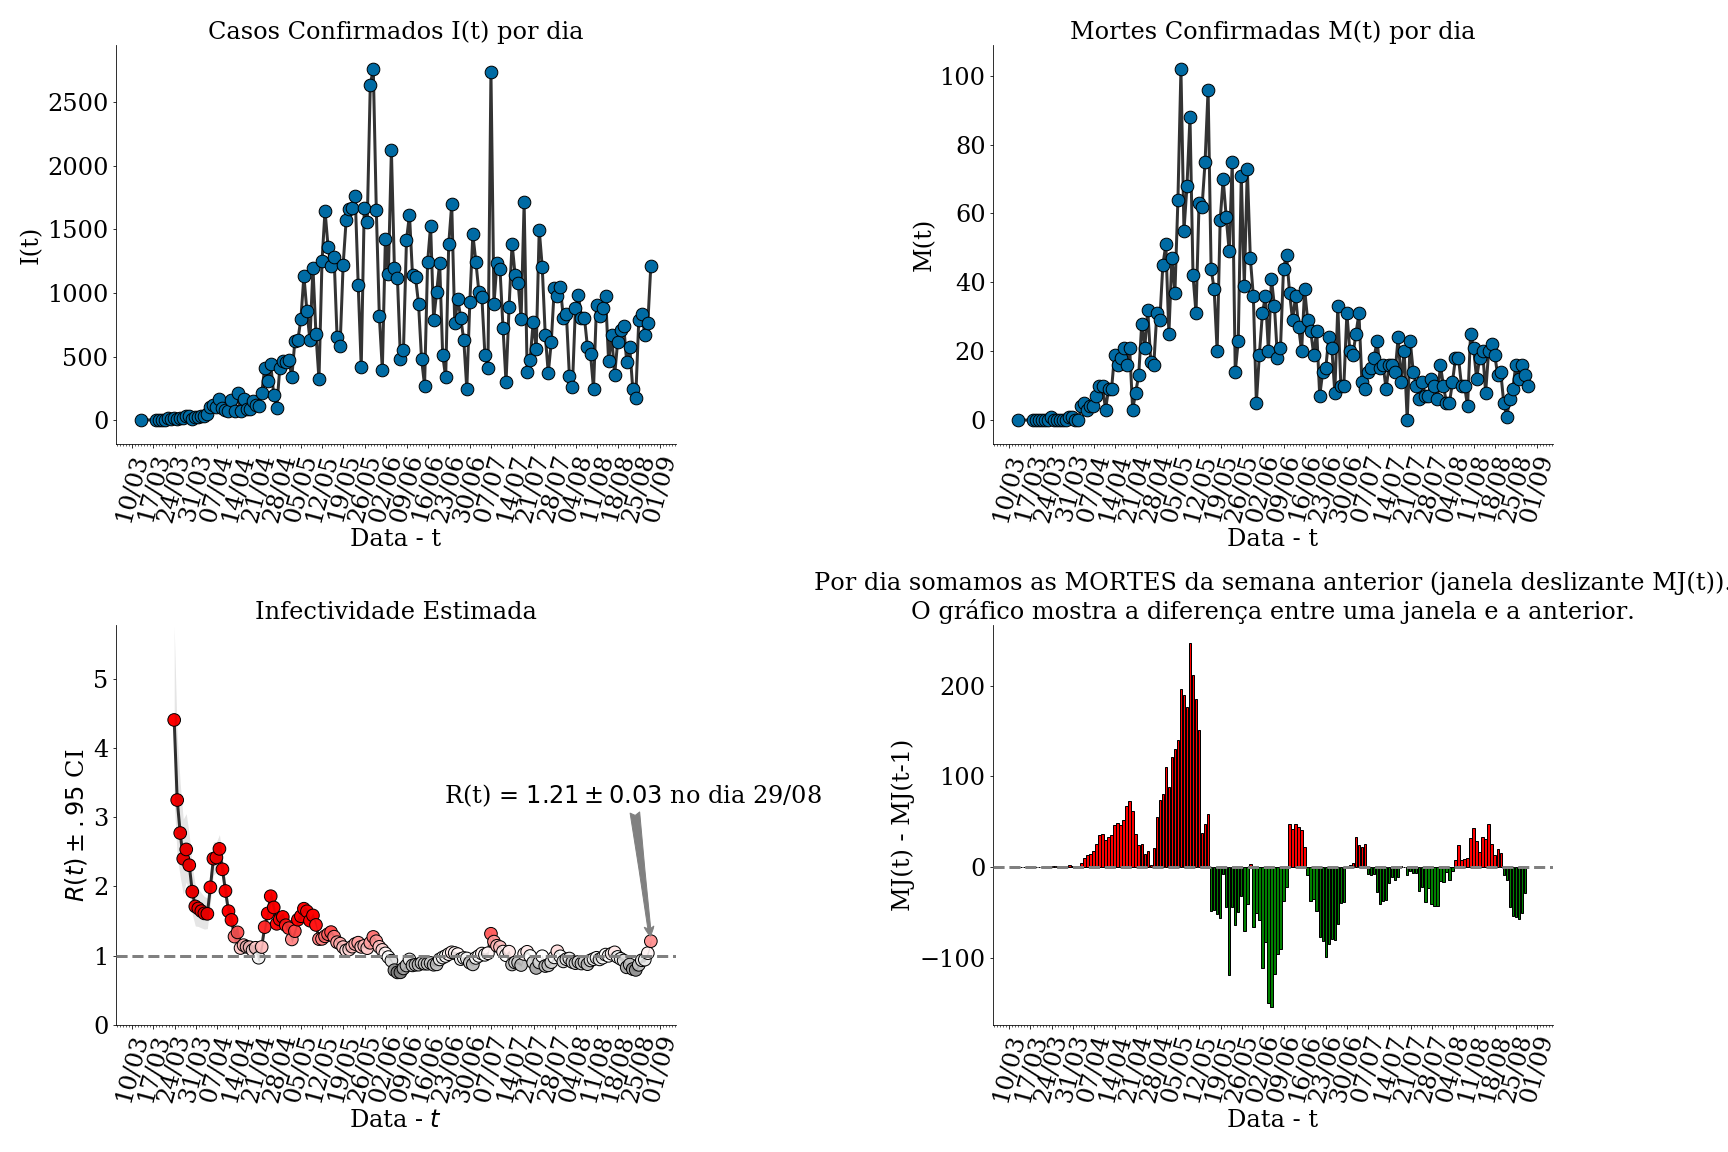 Casos Confirmados I(t) por dia
I(t)
2500
2000
1500
1000
500
0
10/03 17/03 24/03 31/03 07/04 14/04 21/04 28/04 05/05 12/05 19/05 26/05 02/06 09/06 16/06 23/06 30/06 07/07 14/07 21/07 28/07 04/08 11/08 18/08 25/08 01/09
Data - t
Mortes Confirmadas M(t) por dia
M(t)
100
80
60
40
20
0
10/03 17/03 24/03 31/03 07/04 14/04 21/04 28/04 05/05 12/05 19/05 26/05 02/06 09/06 16/06 23/06 30/06 07/07 14/07 21/07 28/07 04/08 11/08 18/08 25/08 01/09
Data - t
Infectividade Estimada
R(t) ± .95 CI
5
4
3
2
1
0
R(t) = 1.21 ± 0.03 no dia 29/08
10/03 17/03 24/03 31/03 07/04 14/04 21/04 28/04 05/05 12/05 19/05 26/05 02/06 09/06 16/06 23/06 30/06 07/07 14/07 21/07 28/07 04/08 11/08 18/08 25/08 01/09
Data - t
Por dia somamos as MORTES da semana anterior (janela deslizante MJ(t)).
O gráfico mostra a diferença entre uma janela e a anterior.
MJ(t) - MJ(t-1)
200
100
0
−100
10/03 17/03 24/03 31/03 07/04 14/04 21/04 28/04 05/05 12/05 19/05 26/05 02/06 09/06 16/06 23/06 30/06 07/07 14/07 21/07 28/07 04/08 11/08 18/08 25/08 01/09
Data - t